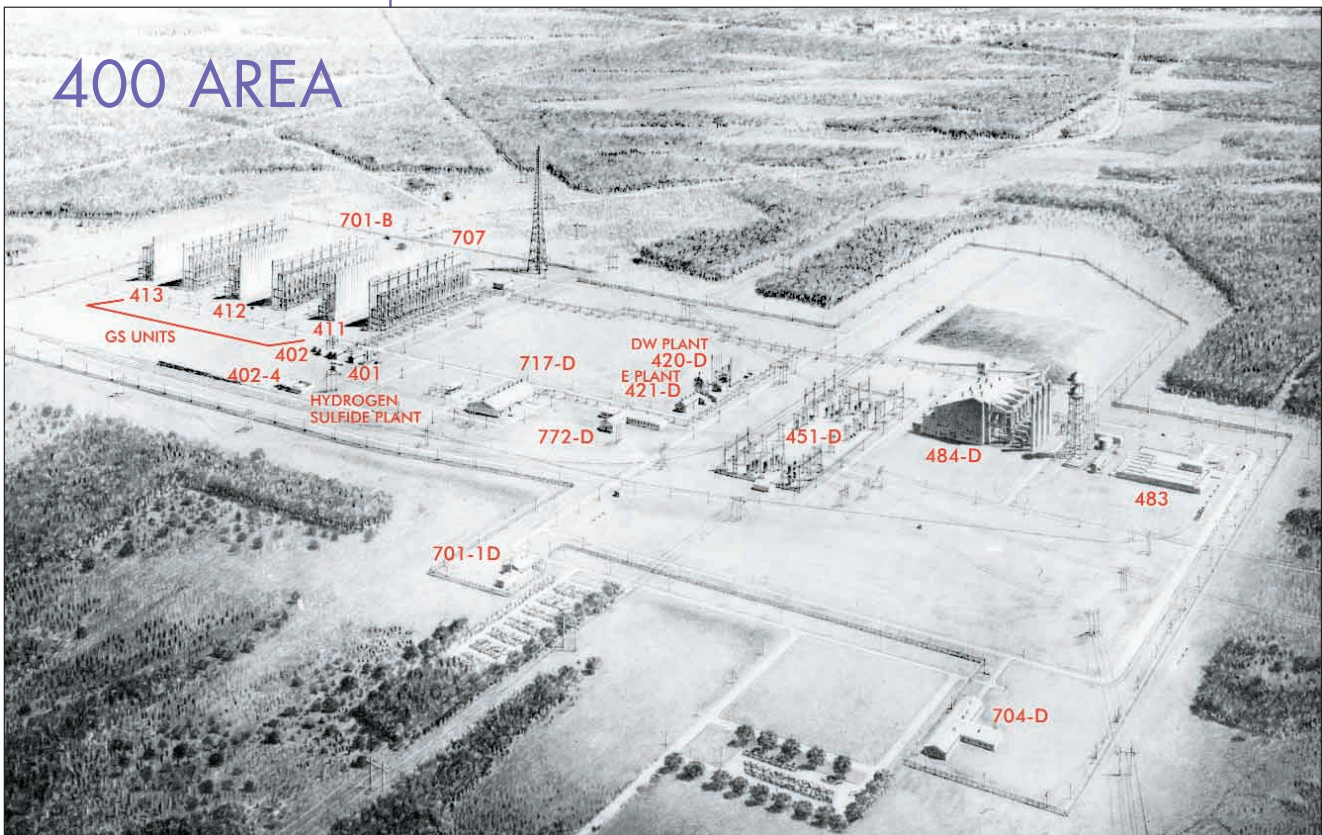 400 AREA
701-B
707
413
412
411
GS UNITS
402
402-4
401
HYDROGEN
SULFIDE PLANT
717-D
DW PLANT
420-D
E PLANT
421-D
772-D
451-D
484-D
483
701-1D
704-D